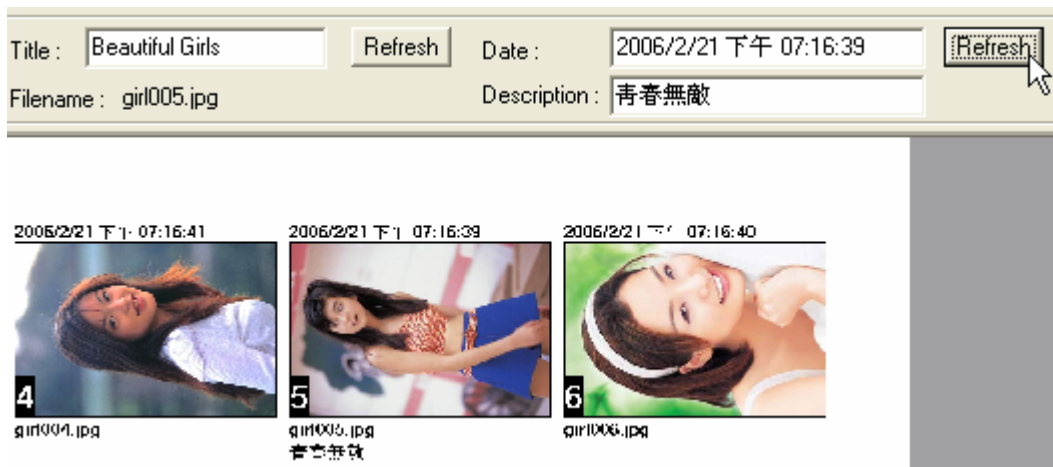 Title : Beautiful Girls Refresh Date : 2006/2/21 下午 07:16:39 Refresh
Filename : girl005.jpg Description : 青春無敵
2006/2/21 下午 07:16:41 2006/2/21 下午 07:16:39 2006/2/21 07:16:40
4 5 6
girl004.jpg girl005.jpg girl006.jpg
青春無敵